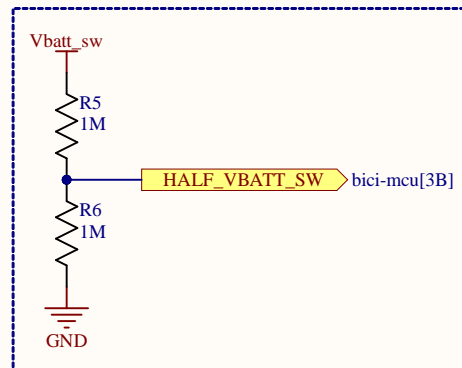 Vbatt_sw
R5
1M
HALF_VBATT_SW bici-mcu[3B]
R6
1M
GND